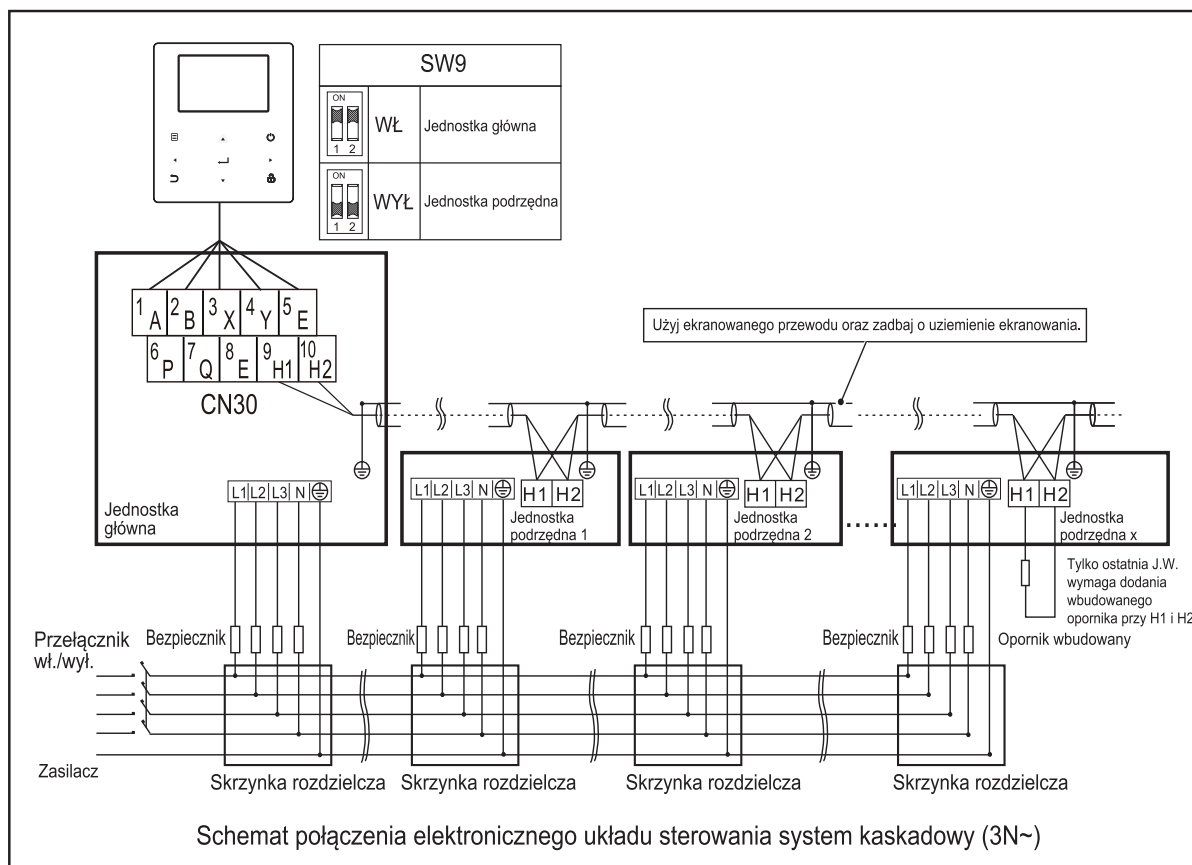 SW9
ON
1 2
WŁ
Jednostka główna
ON
1 2
WYŁ
Jednostka podrzędna
1 A 2 B 3 X 4 Y 5 E
6 P 7 Q 8 E 9 H1 10 H2
CN30
Użyj ekranowanego przewodu oraz zadbaj o uziemienie ekranowania.
L1 L2 L3 N
Jednostka
główna
L1 L2 L3 N
H1 H2
Jednostka
podrzędna 1
L1 L2 L3 N
H1 H2
Jednostka
podrzędna 2
L1 L2 L3 N
H1 H2
Jednostka
podrzędna x
Tylko ostatnia J.W.
wymaga dodania
wbudowanego
opornika przy H1 i H2
Opornik wbudowany
Przełącznik
wł./wył.
Bezpiecznik
Bezpiecznik
Bezpiecznik
Bezpiecznik
Zasilacz
Skrzynka rozdzielcza
Skrzynka rozdzielcza
Skrzynka rozdzielcza
Skrzynka rozdzielcza
Schemat połączenia elektronicznego układu sterowania system kaskadowy (3N~)